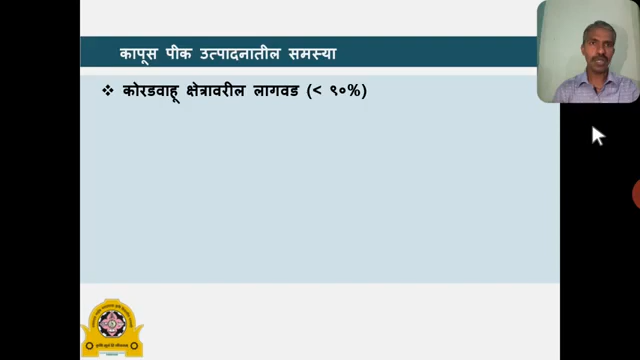 कापूस पीक उत्पादनातील समस्या
❖ कोरडवाहू क्षेत्रावरील लागवड (< ९०%)